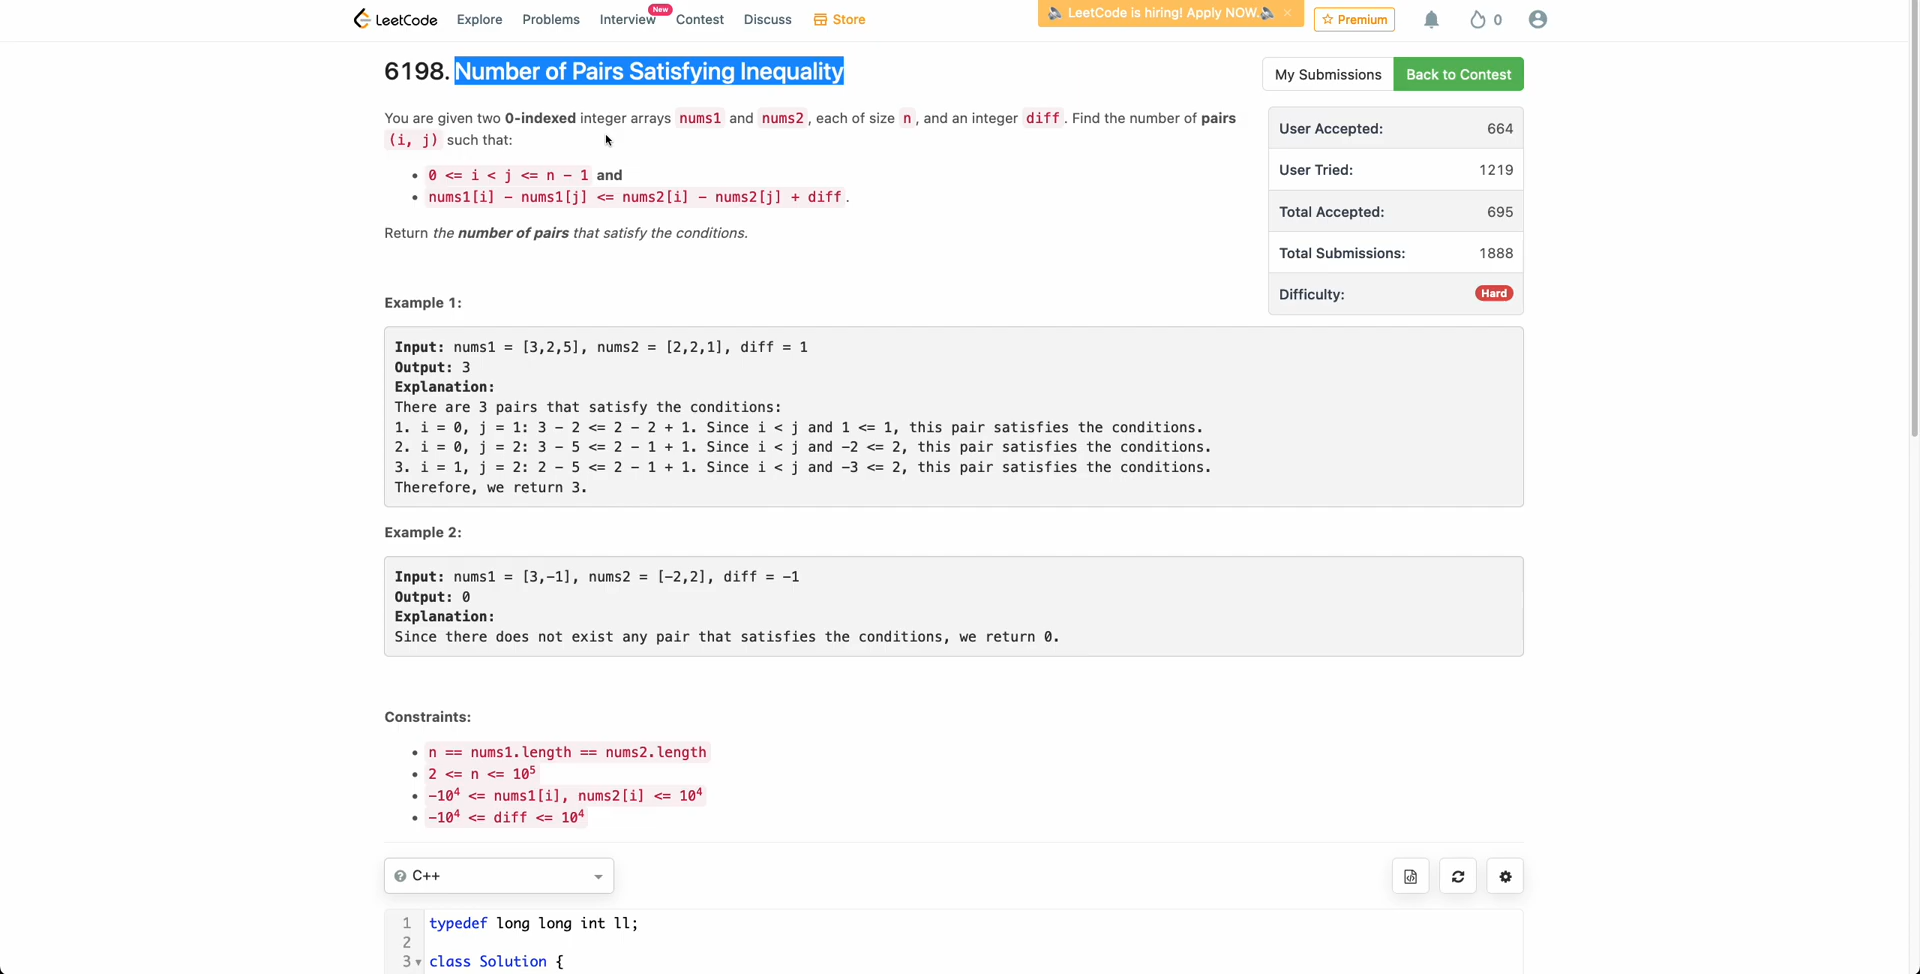 LeetCode Explore Problems Interview New Contest Discuss Store LeetCode is hiring! Apply NOW. × Premium 0
6198. Number of Pairs Satisfying Inequality
My Submissions Back to Contest
You are given two 0-indexed integer arrays nums1 and nums2, each of size n, and an integer diff. Find the number of pairs
(i, j) such that:
• 0 <= i < j <= n - 1 and
• nums1[i] - nums1[j] <= nums2[i] - nums2[j] + diff.
Return the number of pairs that satisfy the conditions.
User Accepted: 664
User Tried: 1219
Total Accepted: 695
Total Submissions: 1888
Difficulty: Hard
Example 1:
Input: nums1 = [3,2,5], nums2 = [2,2,1], diff = 1
Output: 3
Explanation:
There are 3 pairs that satisfy the conditions:
1. i = 0, j = 1: 3 - 2 <= 2 - 2 + 1. Since i < j and 1 <= 1, this pair satisfies the conditions.
2. i = 0, j = 2: 3 - 5 <= 2 - 1 + 1. Since i < j and -2 <= 2, this pair satisfies the conditions.
3. i = 1, j = 2: 2 - 5 <= 2 - 1 + 1. Since i < j and -3 <= 2, this pair satisfies the conditions.
Therefore, we return 3.
Example 2:
Input: nums1 = [3,-1], nums2 = [-2,2], diff = -1
Output: 0
Explanation:
Since there does not exist any pair that satisfies the conditions, we return 0.
Constraints:
• n == nums1.length == nums2.length
• 2 <= n <= 10⁵
• -10⁴ <= nums1[i], nums2[i] <= 10⁴
• -10⁴ <= diff <= 10⁴
? C++
1 typedef long long int ll;
2
3 class Solution {